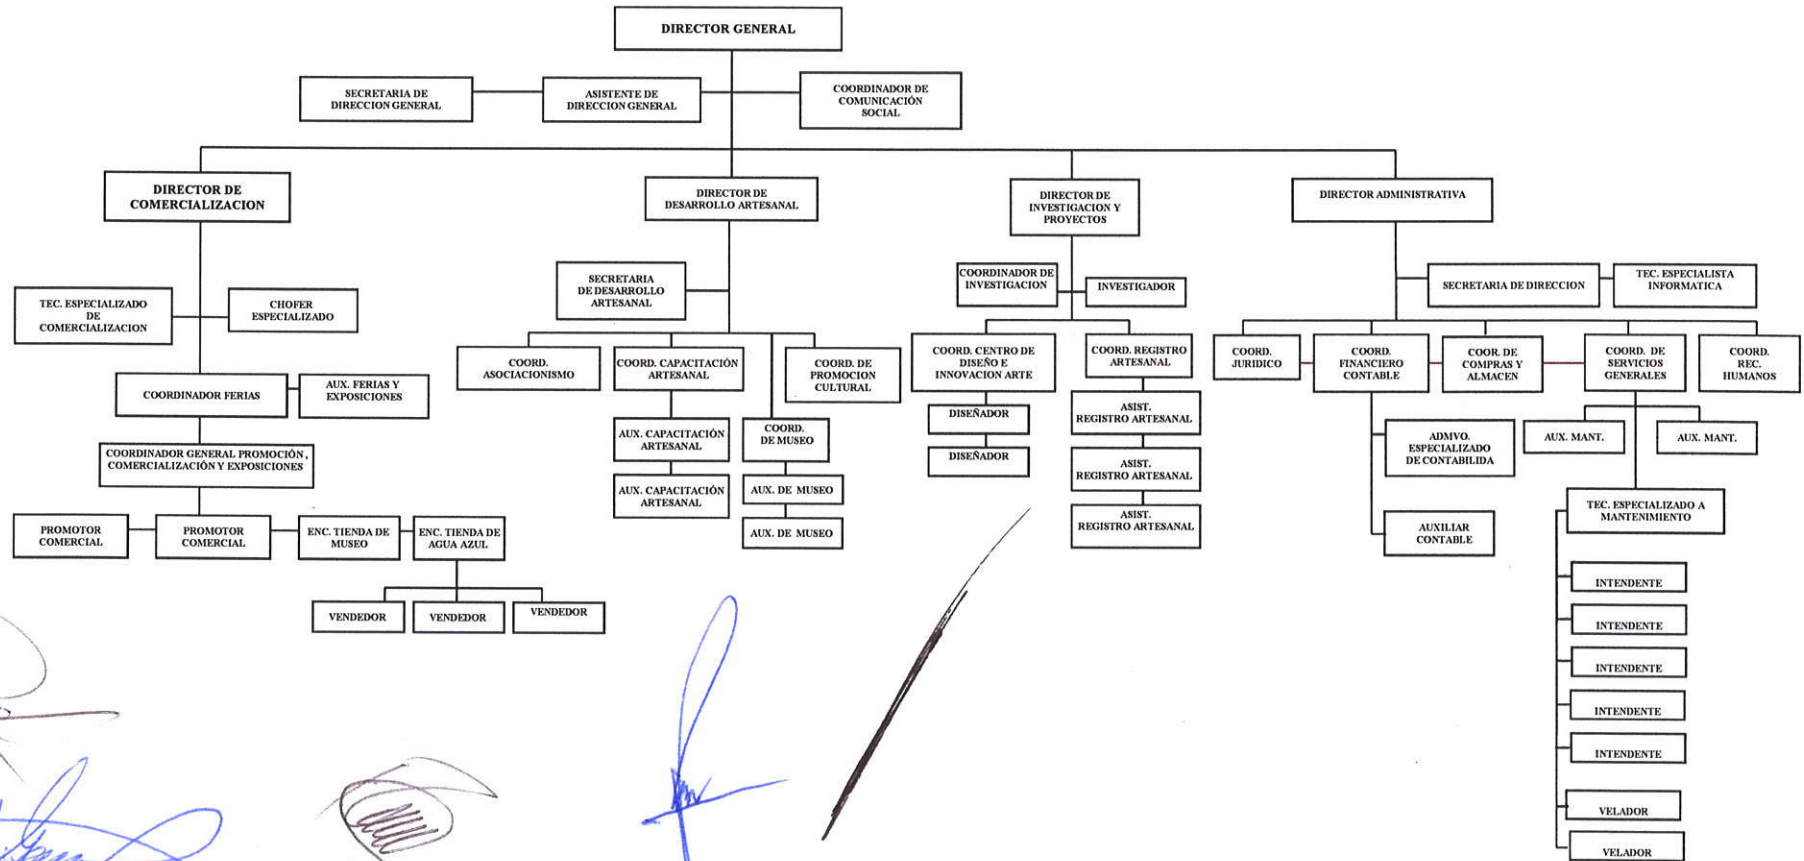 DIRECTOR GENERAL
SECRETARIA DE
DIRECCION GENERAL
ASISTENTE DE
DIRECCION GENERAL
COORDINADOR DE
COMUNICACIÓN
SOCIAL
DIRECTOR DE
COMERCIALIZACION
DIRECTOR DE
DESARROLLO ARTESANAL
DIRECTOR DE
INVESTIGACION Y
PROYECTOS
DIRECTOR ADMINISTRATIVA
TEC. ESPECIALIZADO
DE
COMERCIALIZACION
CHOFER
ESPECIALIZADO
COORDINADOR FERIAS
AUX. FERIAS Y
EXPOSICIONES
COORDINADOR GENERAL PROMOCIÓN,
COMERCIALIZACIÓN Y EXPOSICIONES
PROMOTOR
COMERCIAL
PROMOTOR
COMERCIAL
ENC. TIENDA DE
MUSEO
ENC. TIENDA DE
AGUA AZUL
VENDEDOR
VENDEDOR
VENDEDOR
SECRETARIA
DE DESARROLLO
ARTESANAL
COORD.
ASOCIACIONISMO
COORD. CAPACITACIÓN
ARTESANAL
COORD. DE
PROMOCION
CULTURAL
AUX. CAPACITACIÓN
ARTESANAL
AUX. CAPACITACIÓN
ARTESANAL
COORD.
DE MUSEO
AUX. DE MUSEO
AUX. DE MUSEO
COORDINADOR DE
INVESTIGACION
INVESTIGADOR
COORD. CENTRO DE
DISEÑO E
INNOVACION ARTE
DISEÑADOR
DISEÑADOR
COORD. REGISTRO
ARTESANAL
ASIST.
REGISTRO ARTESANAL
ASIST.
REGISTRO ARTESANAL
ASIST.
REGISTRO ARTESANAL
SECRETARIA DE DIRECCION
TEC. ESPECIALISTA
INFORMATICA
COORD.
JURIDICO
COORD.
FINANCIERO
CONTABLE
COOR. DE
COMPRAS Y
ALMACEN
COORD. DE
SERVICIOS
GENERALES
COORD.
REC.
HUMANOS
ADMVO.
ESPECIALIZADO
DE CONTABILIDA
AUXILIAR
CONTABLE
AUX. MANT.
AUX. MANT.
TEC. ESPECIALIZADO A
MANTENIMIENTO
INTENDENTE
INTENDENTE
INTENDENTE
INTENDENTE
INTENDENTE
VELADOR
VELADOR